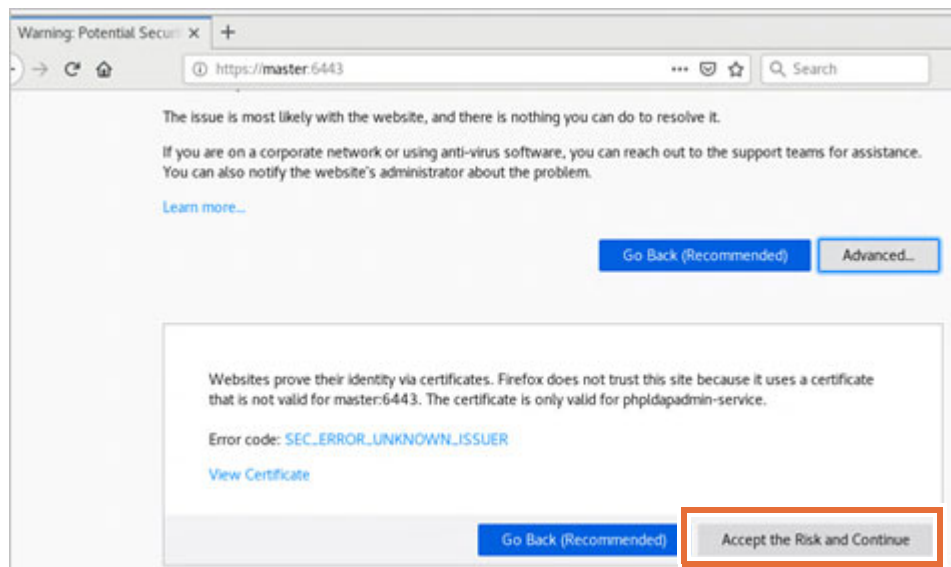 Warning: Potential Secur
https://master:6443
Search
The issue is most likely with the website, and there is nothing you can do to resolve it.
If you are on a corporate network or using anti-virus software, you can reach out to the support teams for assistance.
You can also notify the website's administrator about the problem.
Learn more...
Go Back (Recommended) Advanced...
Websites prove their identity via certificates. Firefox does not trust this site because it uses a certificate
that is not valid for master:6443. The certificate is only valid for phpldapadmin-service.
Error code: SEC_ERROR_UNKNOWN_ISSUER
View Certificate
Go Back (Recommended) Accept the Risk and Continue